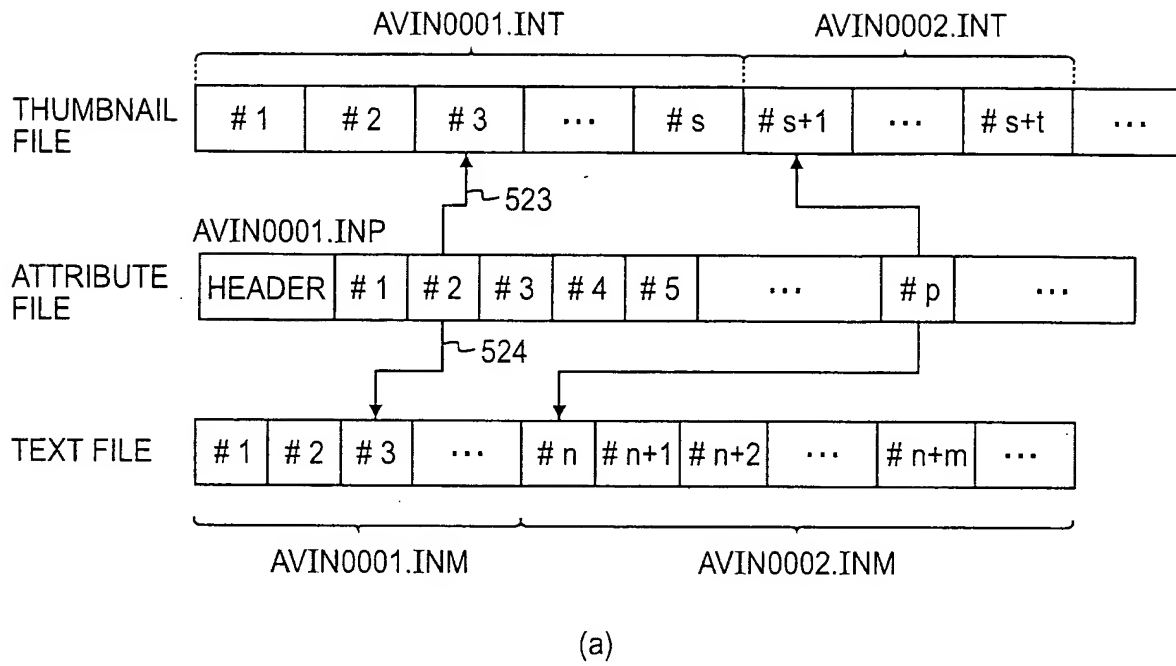 AVIN0001.INT AVIN0002.INT
THUMBNAIL FILE
# 1 # 2 # 3 ... # s # s+1 ... # s+t ...
523
AVIN0001.INP
ATTRIBUTE FILE
HEADER # 1 # 2 # 3 # 4 # 5 ... # p ...
524
TEXT FILE
# 1 # 2 # 3 ... # n # n+1 # n+2 ... # n+m ...
AVIN0001.INM AVIN0002.INM
(a)